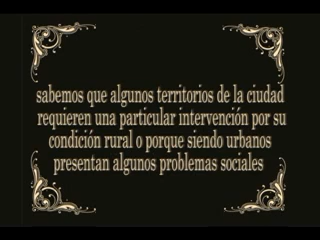 sabemos que algunos territorios de la ciudad
requieren una particular intervención por su
condición rural o porque siendo urbanos
presentan algunos problemas sociales